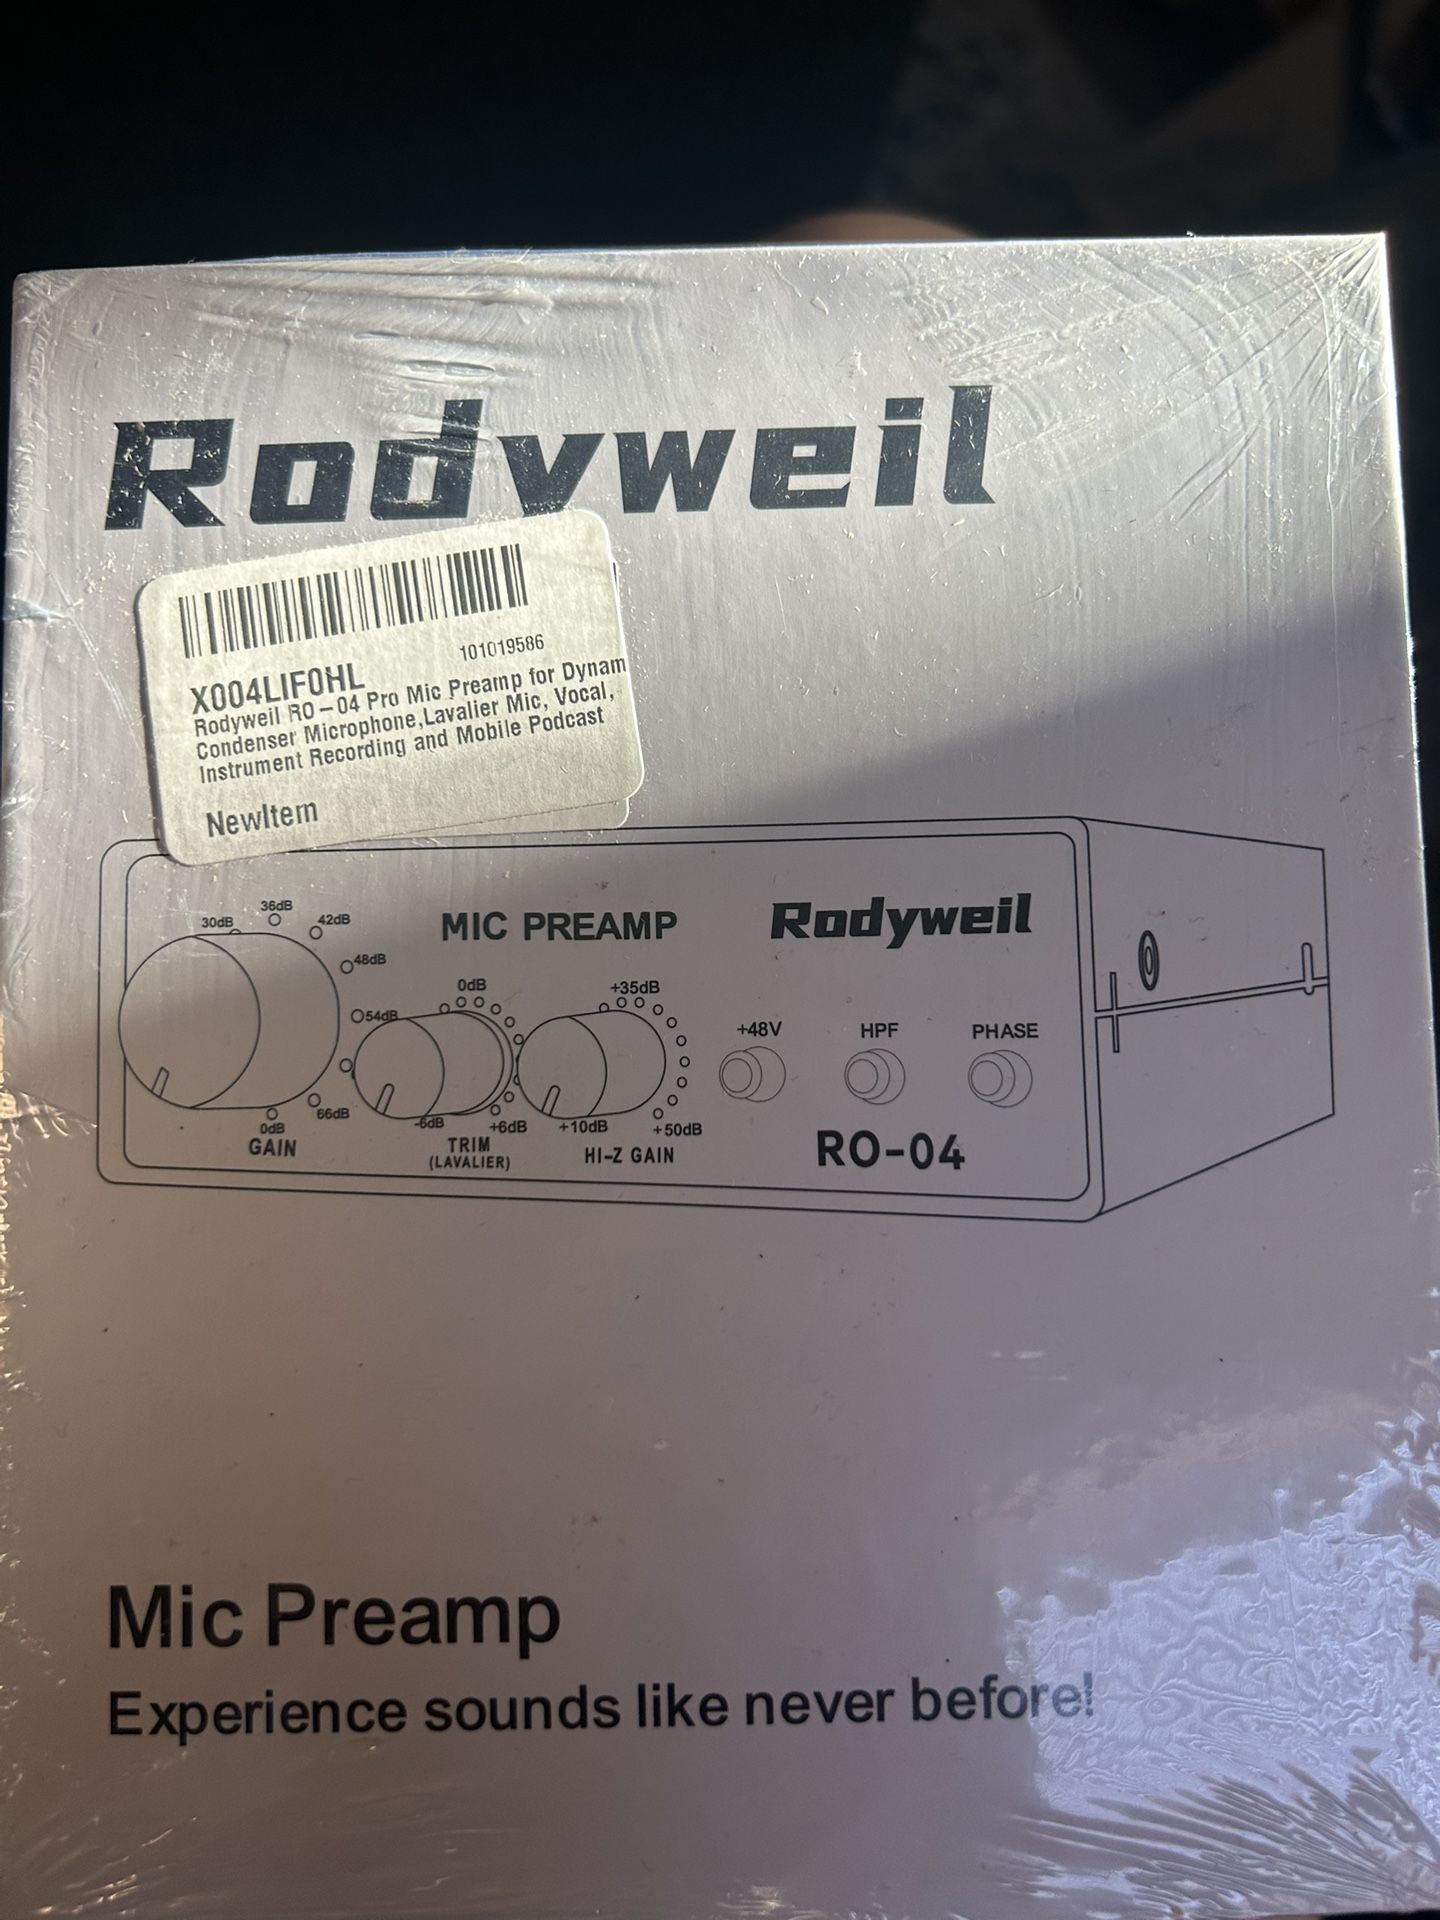 Rodyweil
101019586
X004LIF0HL
Rodyweil RO-04 Pro Mic Preamp for Dynam
Condenser Microphone,Lavalier Mic, Vocal,
Instrument Recording and Mobile Podcast
NewItem
MIC PREAMP
Rodyweil
30dB
36dB
42dB
48dB
54dB
66dB
0dB
GAIN
0dB
-6dB
+6dB
TRIM
(LAVALIER)
+35dB
+10dB
+50dB
HI-Z GAIN
+48V
HPF
PHASE
RO-04
Mic Preamp
Experience sounds like never before!